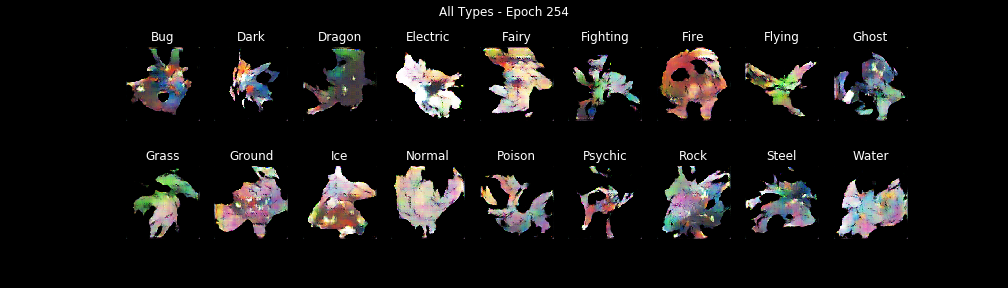 All Types - Epoch 254
Bug Dark Dragon Electric Fairy Fighting Fire Flying Ghost
Grass Ground Ice Normal Poison Psychic Rock Steel Water